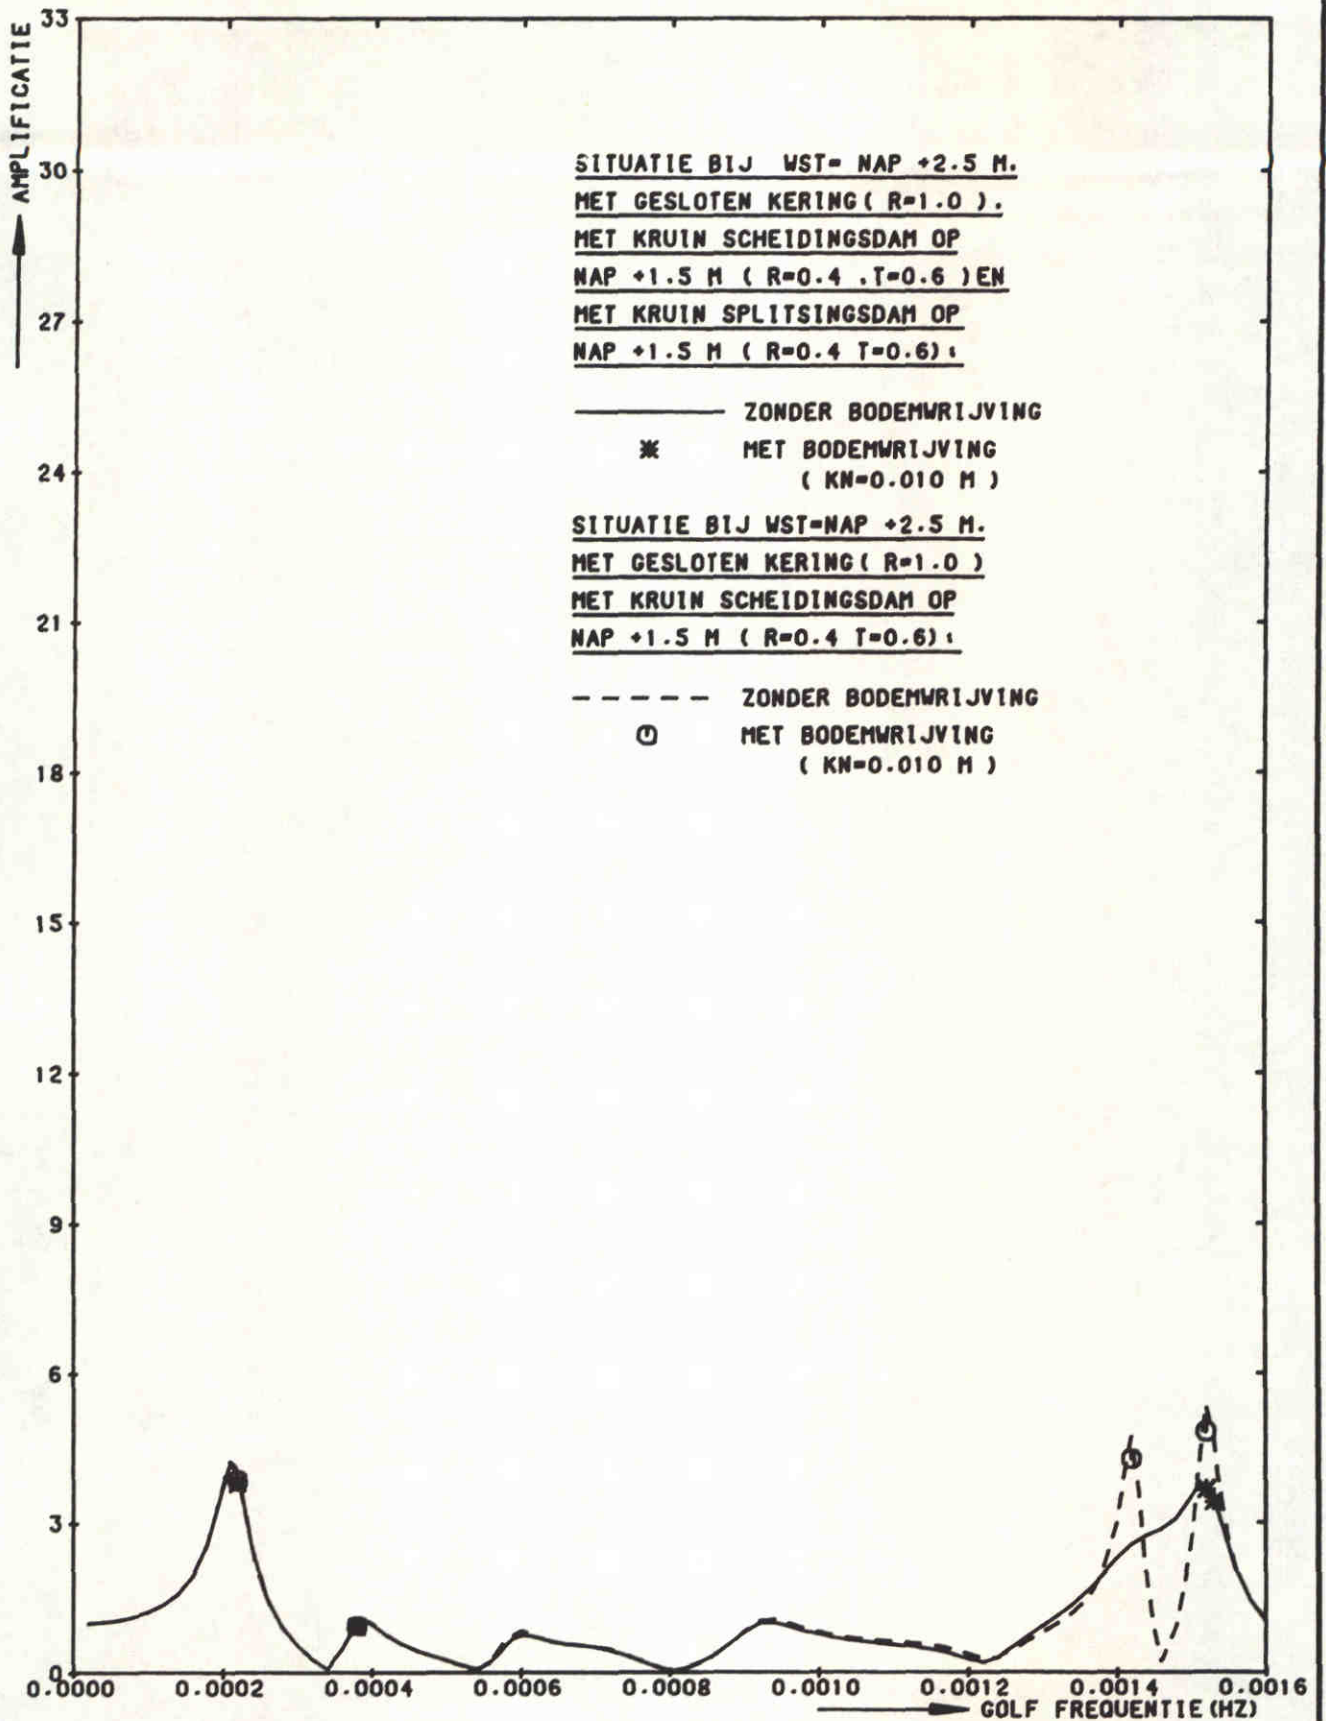 33
AMPLIFICATIE
30
27
24
21
18
15
12
9
6
3
0
SITUATIE BIJ WST= NAP +2.5 M.
MET GESLOTEN KERING( R=1.0 ).
MET KRUIN SCHEIDINGSDAM OP
NAP +1.5 M ( R=0.4 .T=0.6 )EN
MET KRUIN SPLITSINGSDAM OP
NAP +1.5 M ( R=0.4 T=0.6):
ZONDER BODEMWRIJVING
MET BODEMWRIJVING
( KN=0.010 M )
SITUATIE BIJ WST=NAP +2.5 M.
MET GESLOTEN KERING( R=1.0 )
MET KRUIN SCHEIDINGSDAM OP
NAP +1.5 M ( R=0.4 T=0.6):
ZONDER BODEMWRIJVING
MET BODEMWRIJVING
( KN=0.010 M )
0.0000 0.0002 0.0004 0.0006 0.0008 0.0010 0.0012 0.0014 0.0016
GOLF FREQUENTIE(HZ)